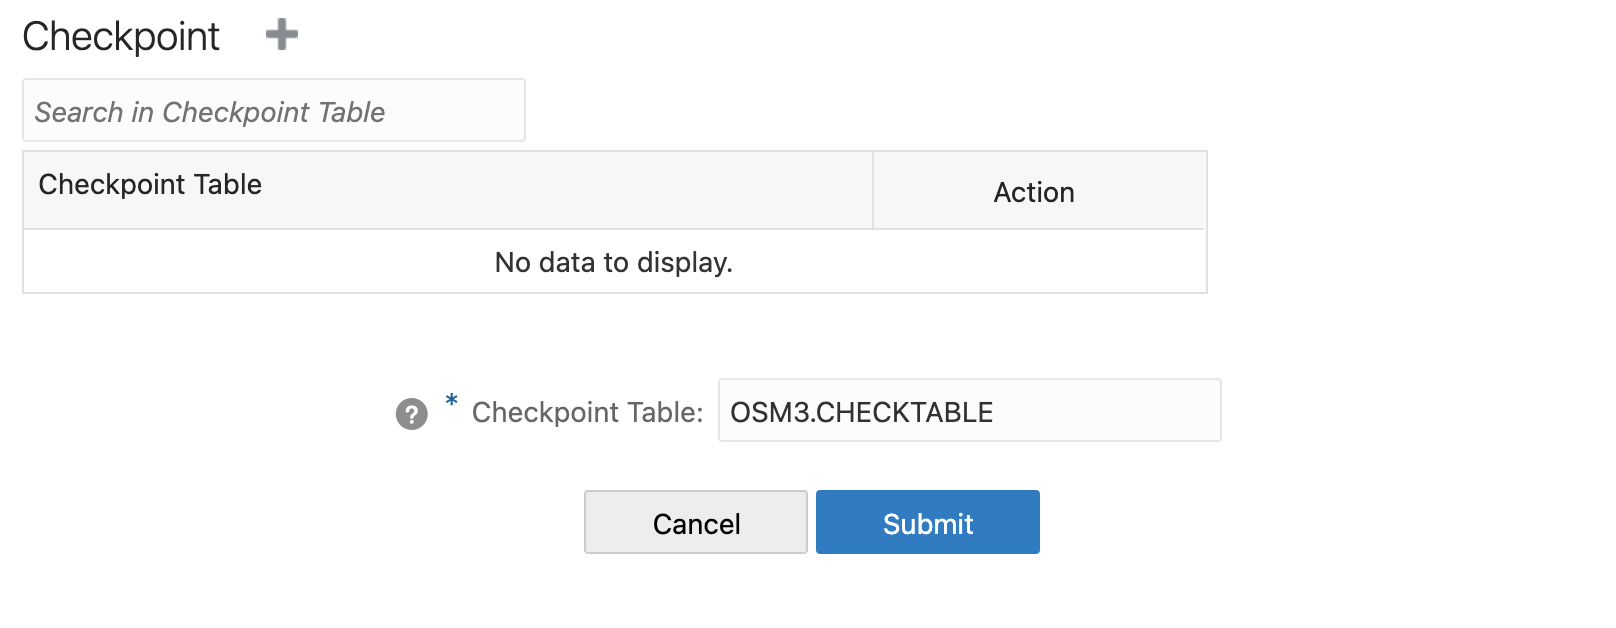 Checkpoint
Search in Checkpoint Table
Checkpoint Table Action
No data to display.
? * Checkpoint Table: OSM3.CHECKTABLE
Cancel Submit